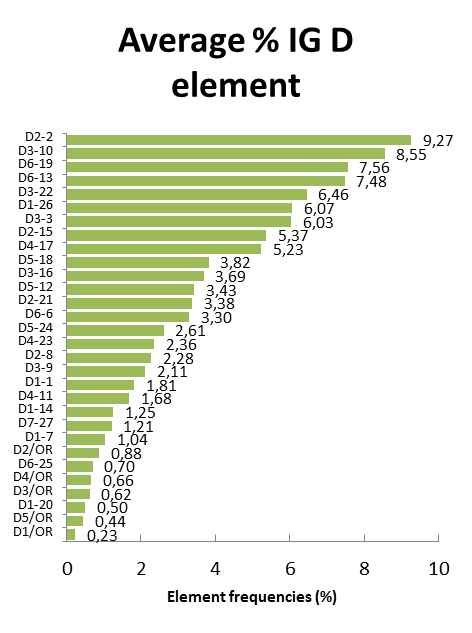 Average % IG D
element
D2-2 9,27
D3-10 8,55
D6-19 7,56
D6-13 7,48
D3-22 6,46
D1-26 6,07
D3-3 6,03
D2-15 5,37
D4-17 5,23
D5-18 3,82
D3-16 3,69
D5-12 3,43
D2-21 3,38
D6-6 3,30
D5-24 2,61
D4-23 2,36
D2-8 2,28
D3-9 2,11
D1-1 1,81
D4-11 1,68
D1-14 1,25
D7-27 1,21
D1-7 1,04
D2/OR 0,88
D6-25 0,70
D4/OR 0,66
D3/OR 0,62
D1-20 0,50
D5/OR 0,44
D1/OR 0,23
0 2 4 6 8 10
Element frequencies (%)